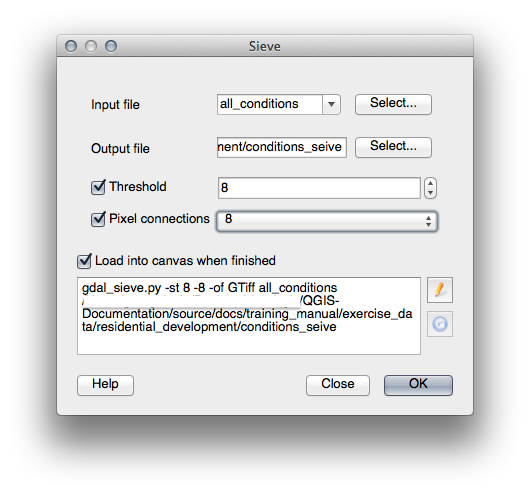 Sieve
Input file all_conditions Select...
Output file nent/conditions_seive Select...
Threshold 8
Pixel connections 8
Load into canvas when finished
gdal_sieve.py -st 8 -8 -of GTiff all_conditions
/QGIS-
Documentation/source/docs/training_manual/exercise_da
ta/residential_development/conditions_seive
Help Close OK